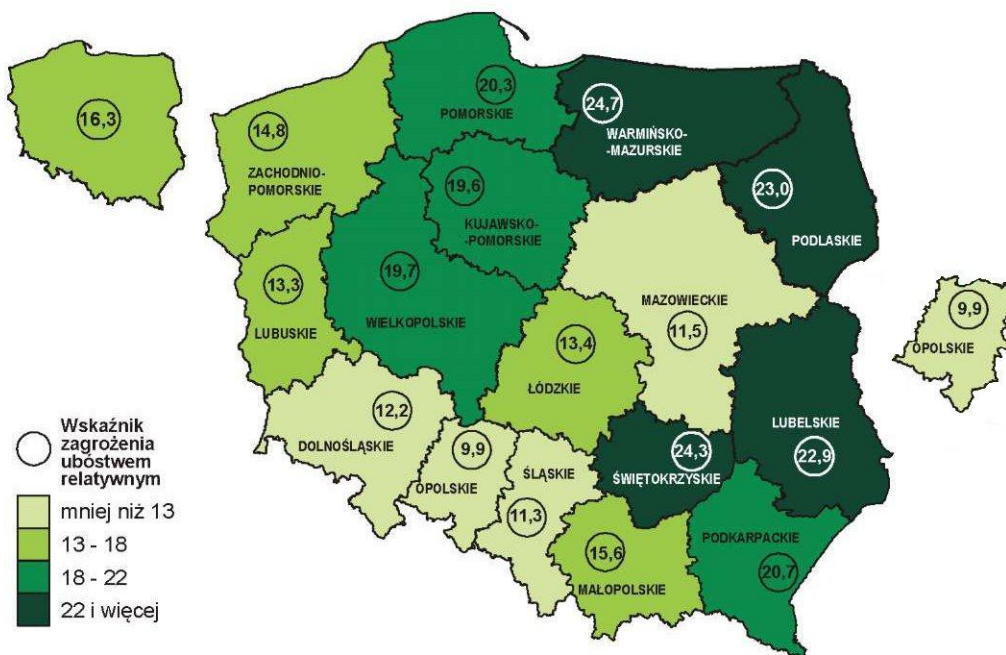 16,3
14,8
ZACHODNIO-
POMORSKIE
20,3
POMORSKIE
24,7
WARMIŃSKO-
-MAZURSKIE
23,0
PODLASKIE
19,6
KUJAWSKO-
-POMORSKIE
13,3
LUBUSKIE
19,7
WIELKOPOLSKIE
MAZOWIECKIE
11,5
13,4
ŁÓDZKIE
9,9
OPOLSKIE
12,2
DOLNOŚLĄSKIE
9,9
OPOLSKIE
ŚLĄSKIE
11,3
24,3
ŚWIĘTOKRZYSKIE
LUBELSKIE
22,9
15,6
MAŁOPOLSKIE
PODKARPACKIE
20,7
Wskaźnik
zagrożenia
ubóstwem
relatywnym
mniej niż 13
13 - 18
18 - 22
22 i więcej